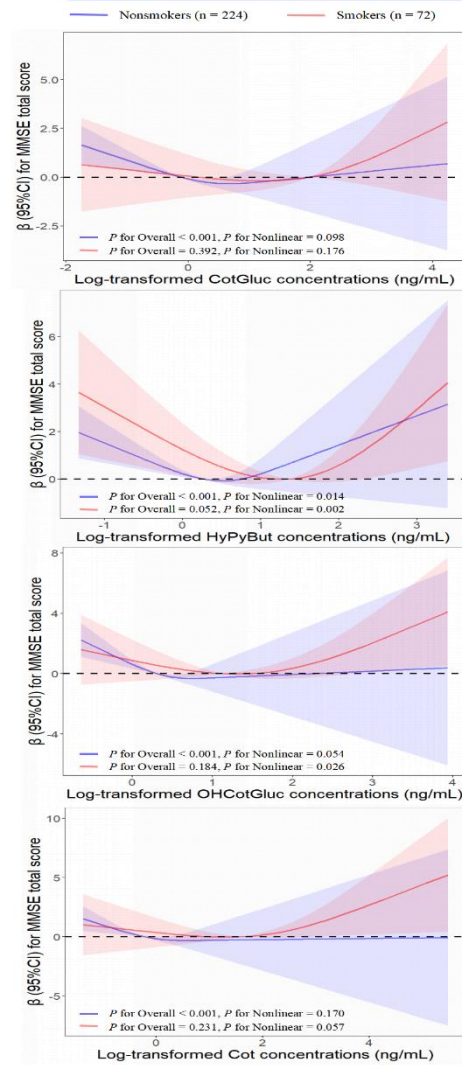 Nonsmokers (n = 224) Smokers (n = 72)
β (95%CI) for MMSE total score
5.0
2.5
0.0
-2.5
P for Overall < 0.001, P for Nonlinear = 0.098
P for Overall = 0.392, P for Nonlinear = 0.176
-2 0 2 4
Log-transformed CotGluc concentrations (ng/mL)
β (95%CI) for MMSE total score
6
4
2
0
P for Overall < 0.001, P for Nonlinear = 0.014
P for Overall = 0.052, P for Nonlinear = 0.002
-1 0 1 2 3
Log-transformed HyPyBut concentrations (ng/mL)
β (95%CI) for MMSE total score
8
4
0
-4
P for Overall < 0.001, P for Nonlinear = 0.054
P for Overall = 0.184, P for Nonlinear = 0.026
0 1 2 3 4
Log-transformed OHCotGluc concentrations (ng/mL)
β (95%CI) for MMSE total score
10
5
0
-5
P for Overall < 0.001, P for Nonlinear = 0.170
P for Overall = 0.231, P for Nonlinear = 0.057
0 2 4
Log-transformed Cot concentrations (ng/mL)